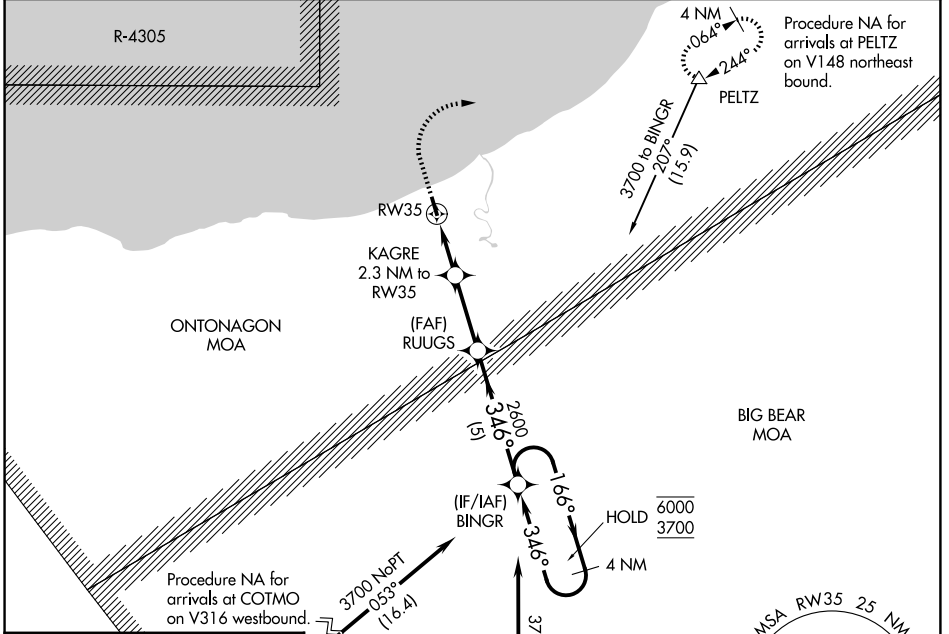 R-4305
4 NM
064°
244°
Procedure NA for
arrivals at PELTZ
on V148 northeast
bound.
PELTZ
3700 to BINGR
207°
(15.9)
RW35
KAGRE
2.3 NM to
RW35
ONTONAGON
MOA
(FAF)
RUUGS
2600
346°
(5)
BIG BEAR
MOA
(IF/IAF)
BINGR
166°
346°
HOLD
6000
3700
4 NM
Procedure NA for
arrivals at COTMO
on V316 westbound.
3700 NoPT
053°
(16.4)
37
MSA RW35 25 NM